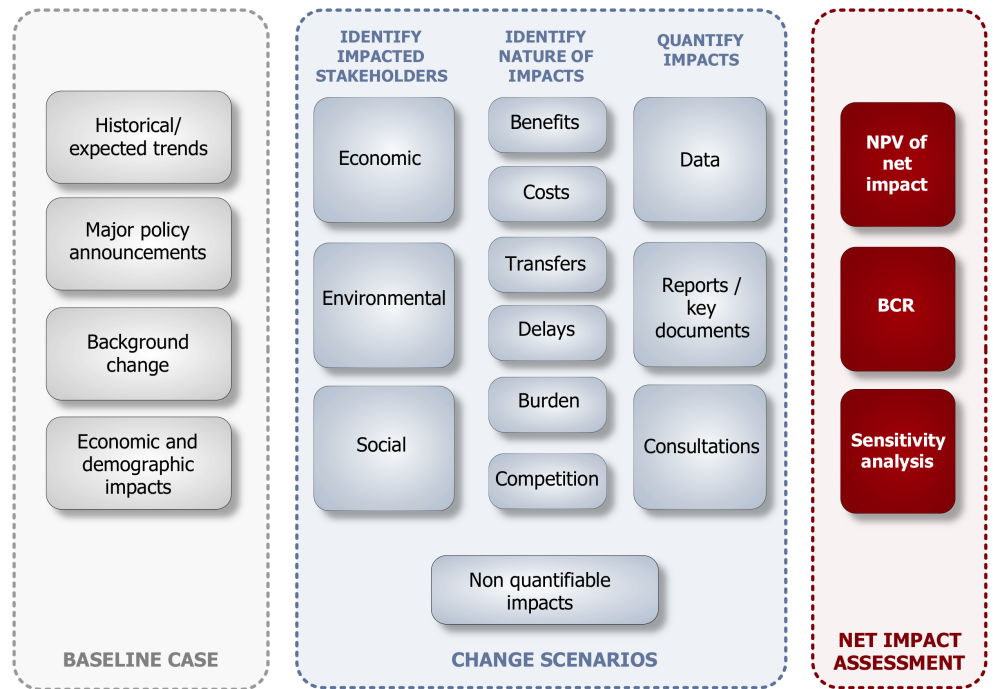 Historical/
expected trends
Major policy
announcements
Background
change
Economic and
demographic
impacts
BASELINE CASE
IDENTIFY
IMPACTED
STAKEHOLDERS
Economic
Environmental
Social
IDENTIFY
NATURE OF
IMPACTS
Benefits
Costs
Transfers
Delays
Burden
Competition
QUANTIFY
IMPACTS
Data
Reports /
key
documents
Consultations
Non quantifiable
impacts
CHANGE SCENARIOS
NPV of
net
impact
BCR
Sensitivity
analysis
NET IMPACT
ASSESSMENT